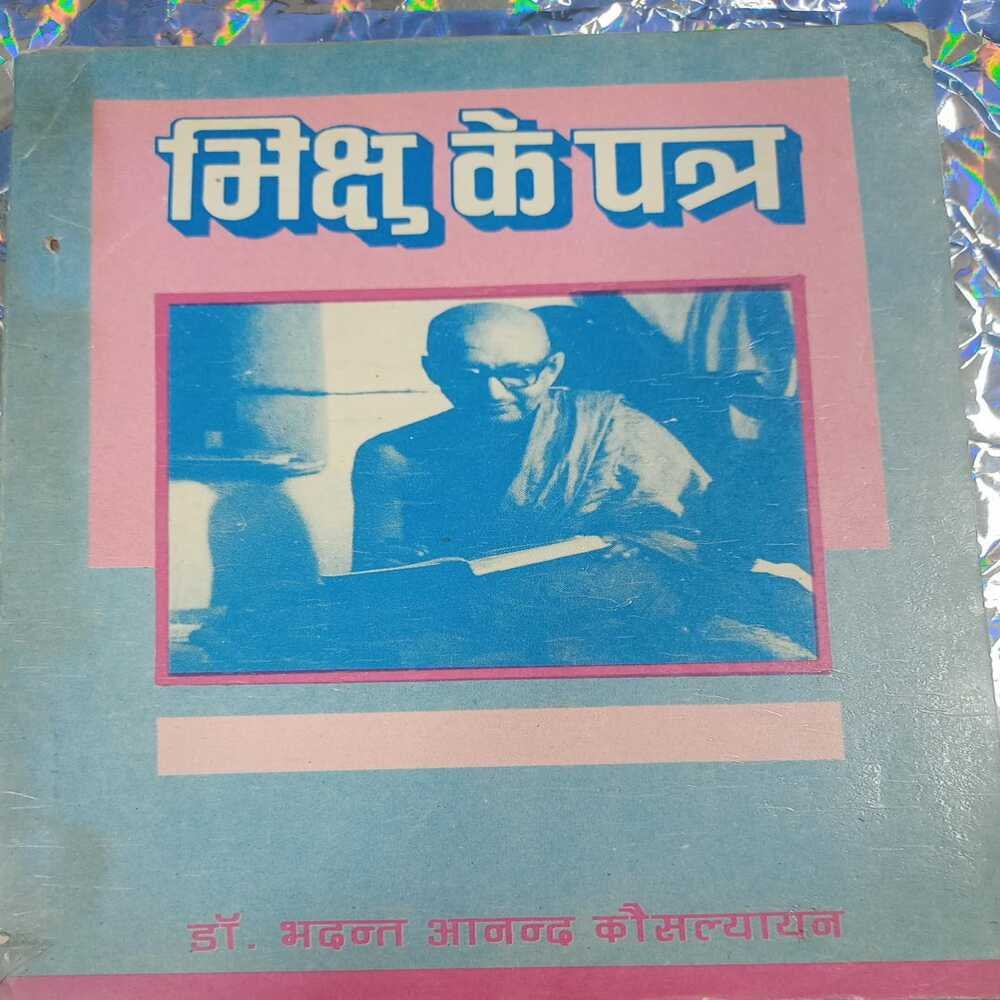 भिक्षु के पत्र
डॉ. भदन्त आनन्द कौसल्यायन